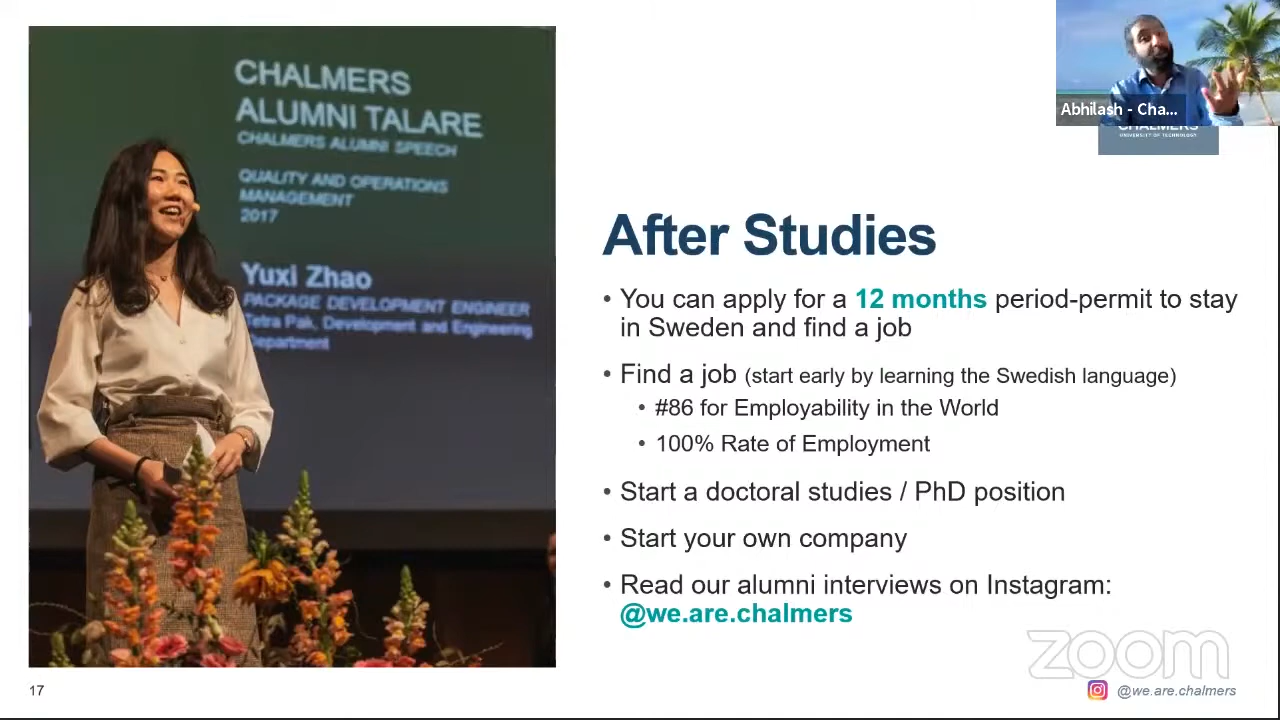 CHALMERS
ALUMNI TALARE
CHALMERS ALUMNI SPEECH
QUALITY AND OPERATIONS
MANAGEMENT
2017
Yuxi Zhao
PACKAGE DEVELOPMENT ENGINEER
Tetra Pak, Development and Engineering
Department
Abhilash - Cha...
CHALMERS
UNIVERSITY OF TECHNOLOGY
After Studies
• You can apply for a 12 months period-permit to stay
in Sweden and find a job
• Find a job (start early by learning the Swedish language)
• #86 for Employability in the World
• 100% Rate of Employment
• Start a doctoral studies / PhD position
• Start your own company
• Read our alumni interviews on Instagram:
@we.are.chalmers
zoom
17
@we.are.chalmers